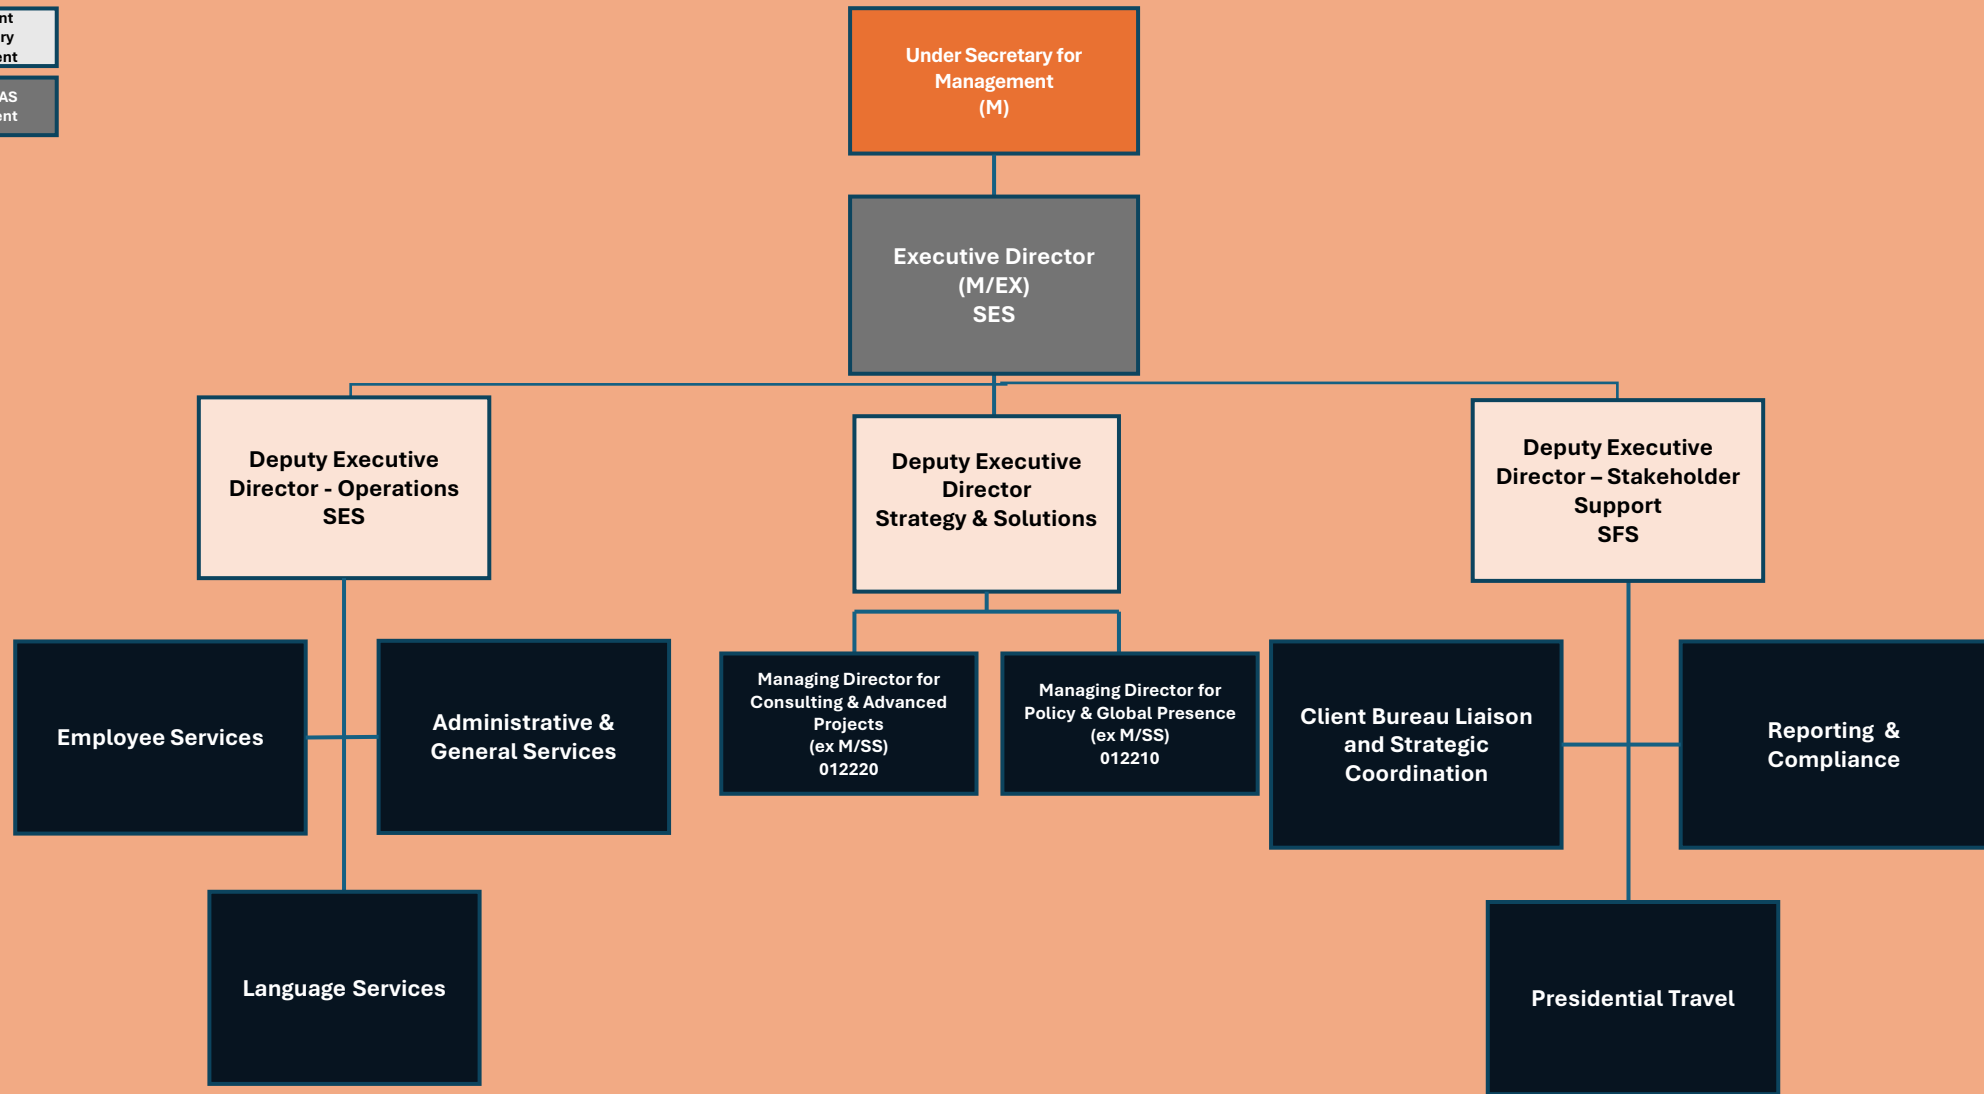 Under Secretary for
Management
(M)
Executive Director
(M/EX)
SES
Deputy Executive
Director - Operations
SES
Deputy Executive
Director
Strategy & Solutions
Deputy Executive
Director – Stakeholder
Support
SFS
Employee Services
Administrative &
General Services
Managing Director for
Consulting & Advanced
Projects
(ex M/SS)
012220
Managing Director for
Policy & Global Presence
(ex M/SS)
012210
Client Bureau Liaison
and Strategic
Coordination
Reporting &
Compliance
Language Services
Presidential Travel